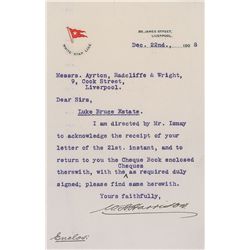 30, JAMES STREET,
LIVERPOOL.
WHITE STAR LINE
Dec. 22nd., 1908
Messrs. Ayrton, Radcliffe & Wright,
9, Cook Street,
Liverpool.
Dear Sirs,
Luke Bruce Estate.
I am directed by Mr. Ismay
to acknowledge the receipt of your
letter of the 21st. instant, and
to return you the Cheque Book enclosed
Cheques
therewith, with the ^ as required duly
signed; please find same herewith.
Yours faithfully,
Enclos: